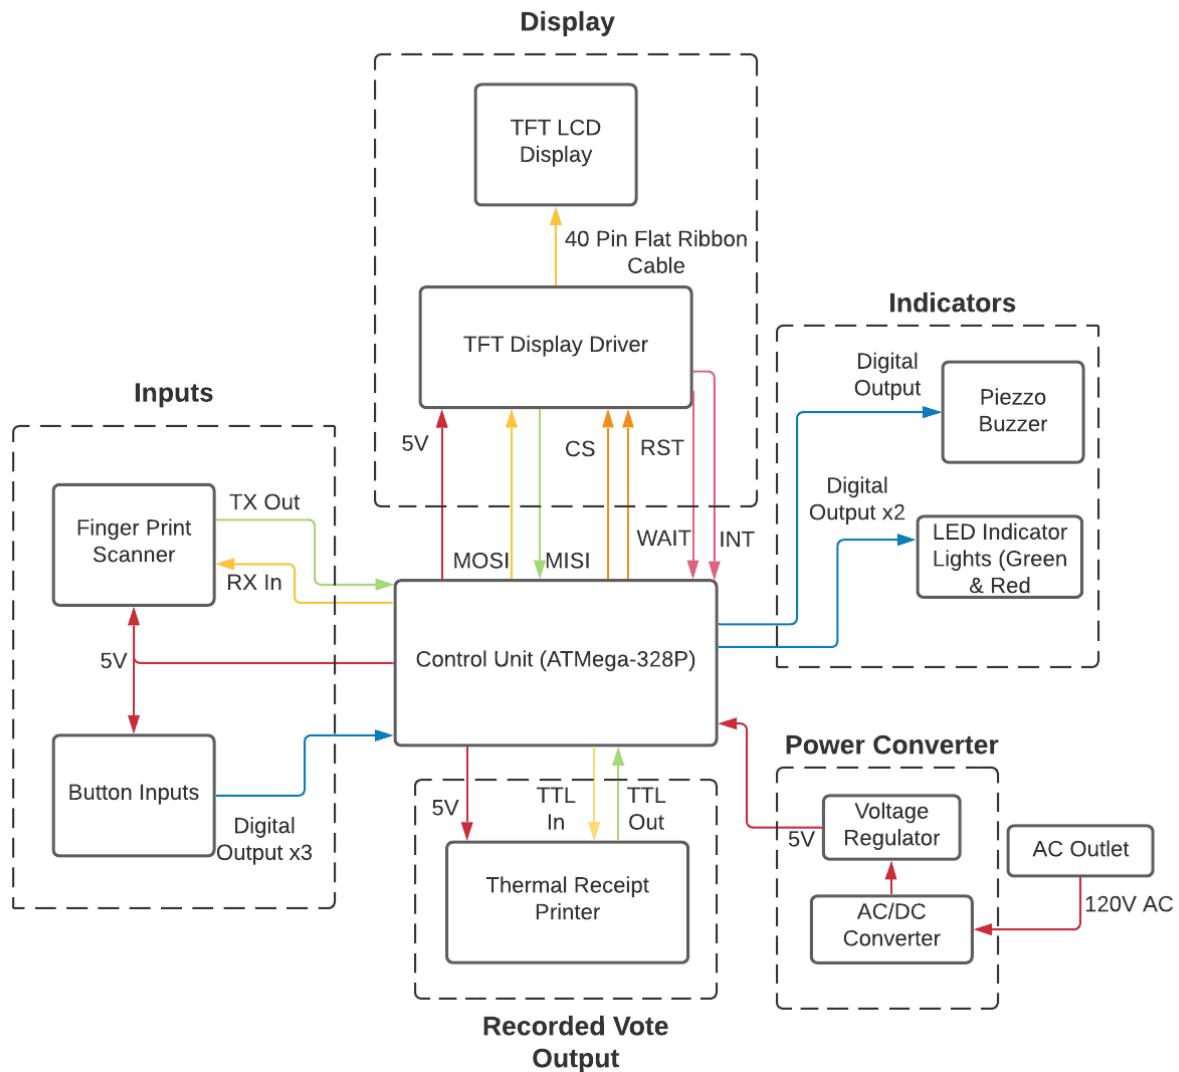 Display
TFT LCD
Display
40 Pin Flat Ribbon
Cable
TFT Display Driver
5V
CS
RST
MOSI
MISI
WAIT
INT
Indicators
Digital
Output
Piezzo
Buzzer
Digital
Output x2
LED Indicator
Lights (Green
& Red
Inputs
Finger Print
Scanner
TX Out
RX In
5V
Button Inputs
Digital
Output x3
Control Unit (ATMega-328P)
5V
TTL
In
TTL
Out
Thermal Receipt
Printer
Recorded Vote
Output
Power Converter
Voltage
Regulator
5V
AC/DC
Converter
AC Outlet
120V AC